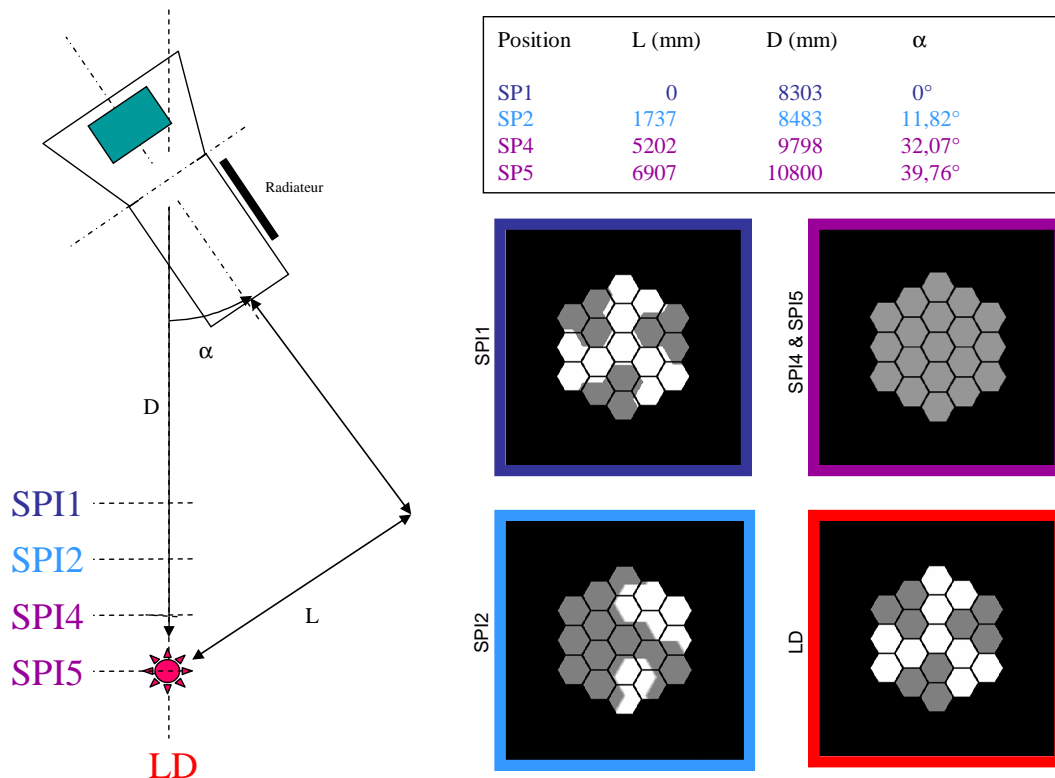 Position L (mm) D (mm) α
SP1 0 8303 0°
SP2 1737 8483 11,82°
SP4 5202 9798 32,07°
SP5 6907 10800 39,76°
Radiateur
α
D
L
SPI1
SPI2
SPI4
SPI5
LD
SPI1
SPI4 & SPI5
SPI2
LD